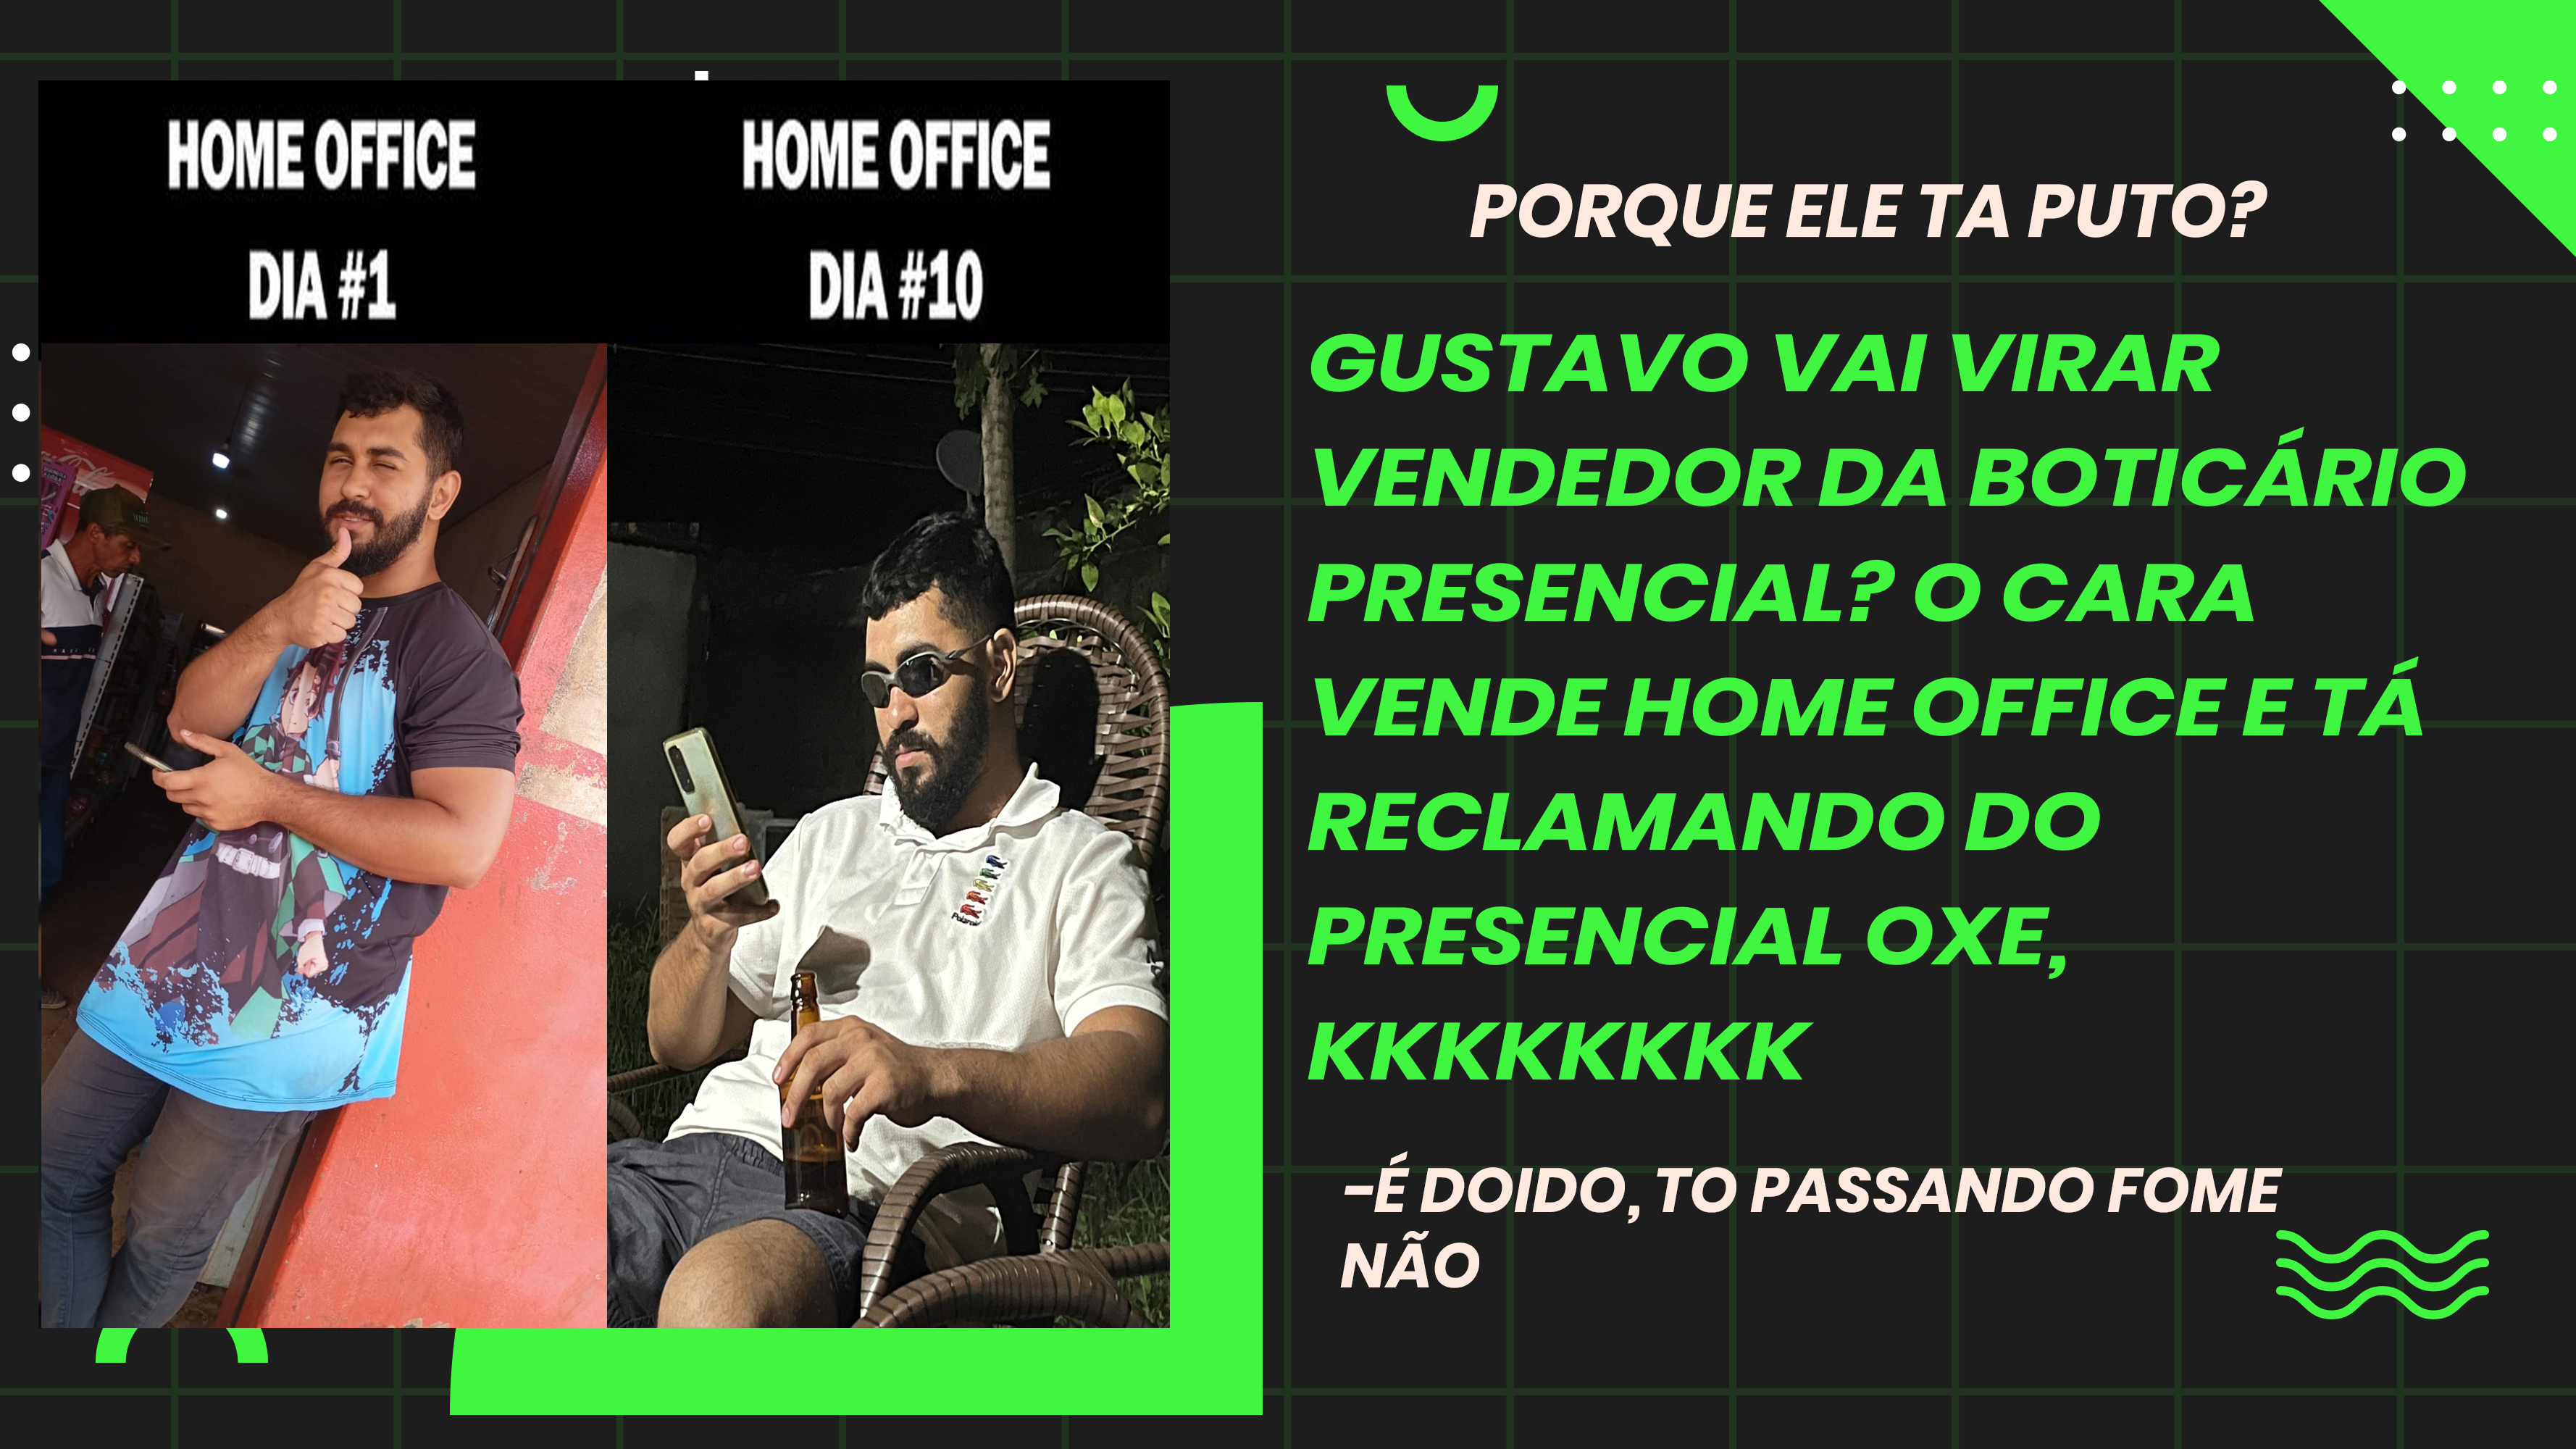 HOME OFFICE
DIA #1
HOME OFFICE
DIA #10
PORQUE ELE TA PUTO?
GUSTAVO VAI VIRAR
VENDEDOR DA BOTICÁRIO
PRESENCIAL? O CARA
VENDE HOME OFFICE E TÁ
RECLAMANDO DO
PRESENCIAL OXE,
KKKKKKKK
-É DOIDO, TO PASSANDO FOME
NÃO